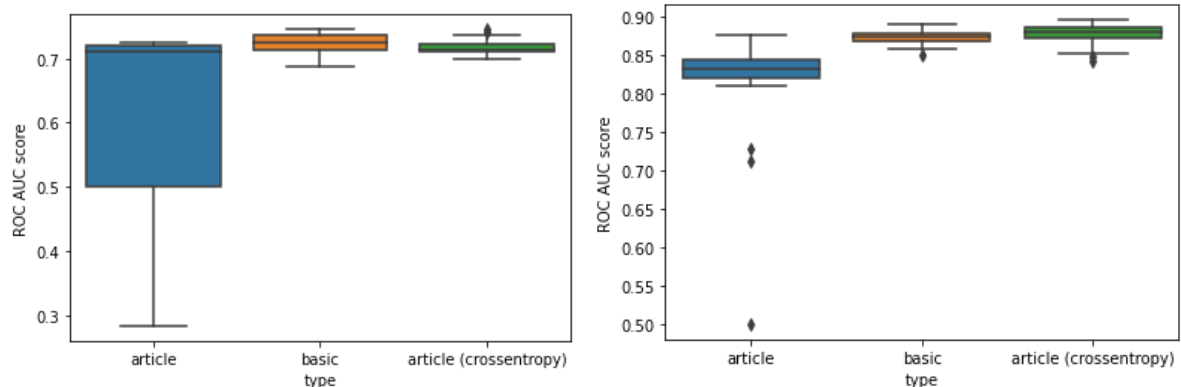 ROC AUC score
0.7
0.6
0.5
0.4
0.3
article
basic
article (crossentropy)
type
ROC AUC score
0.90
0.85
0.80
0.75
0.70
0.65
0.60
0.55
0.50
article
basic
article (crossentropy)
type